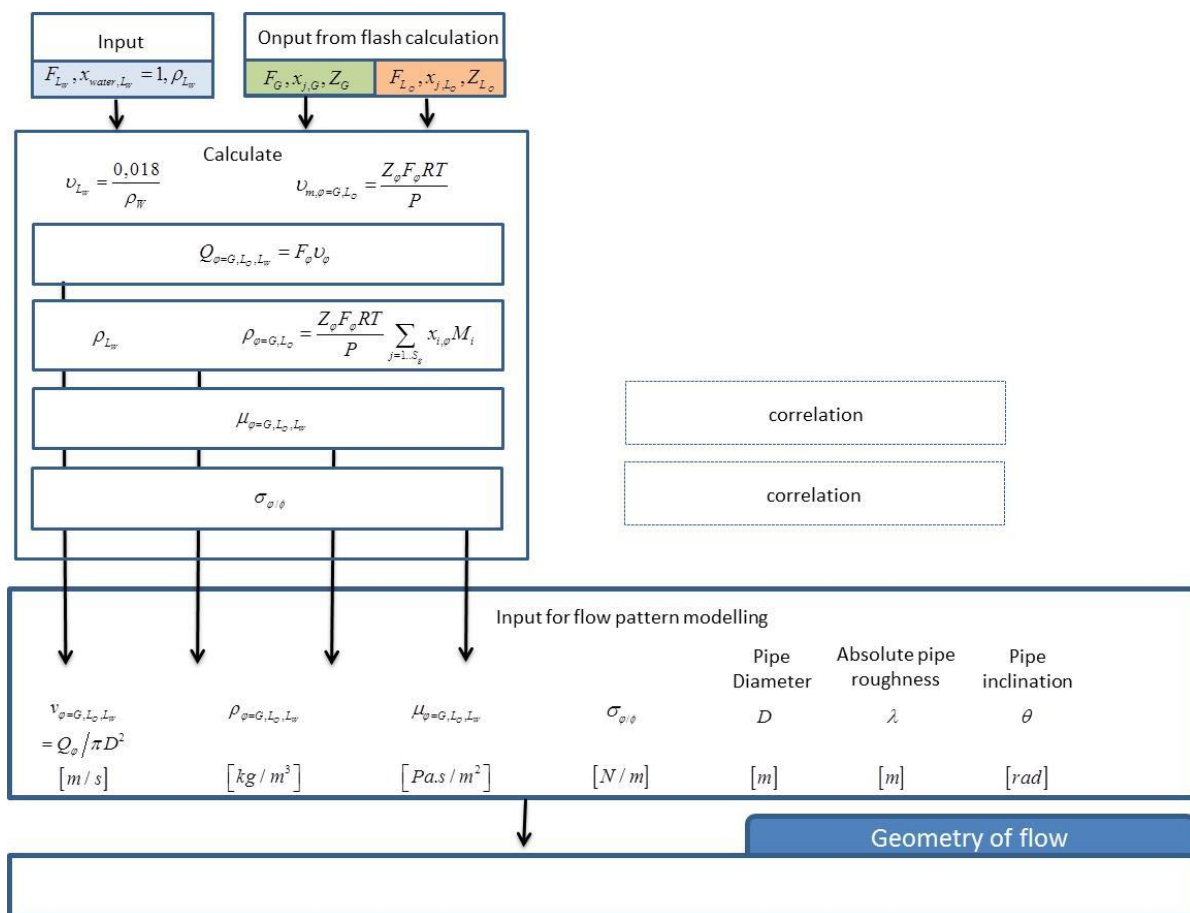 Input
Onput from flash calculation
F_{L_w}, x_{water,L_w} = 1, ρ_{L_w}
F_G, x_{j,G}, Z_G
F_{L_O}, x_{j,L_O}, Z_{L_O}
Calculate
υ_{L_w} = 0,018 / ρ_W
υ_{m,φ=G,L_O} = Z_φ F_φ RT / P
Q_{φ=G,L_O,L_w} = F_φ υ_φ
ρ_{L_w}
ρ_{φ=G,L_O} = Z_φ F_φ RT / P ∑_{j=1..S_g} x_{i,φ} M_i
μ_{φ=G,L_O,L_w}
correlation
σ_{φ/ϕ}
correlation
Input for flow pattern modelling
Pipe
Diameter
Absolute pipe
roughness
Pipe
inclination
v_{φ=G,L_O,L_w}
= Q_φ / πD²
ρ_{φ=G,L_O,L_w}
μ_{φ=G,L_O,L_w}
σ_{φ/ϕ}
D
λ
θ
[m / s]
[kg / m³]
[Pa.s / m²]
[N / m]
[m]
[m]
[rad]
Geometry of flow